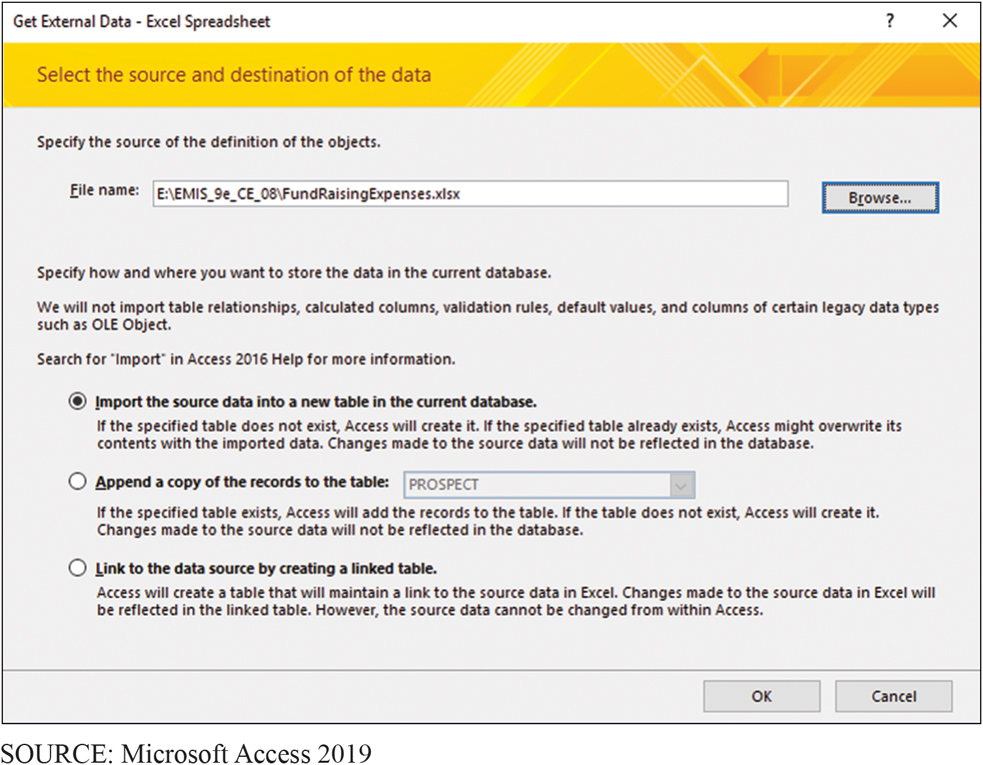 Get External Data - Excel Spreadsheet ?
Select the source and destination of the data
Specify the source of the definition of the objects.
File name: E:\EMIS_9e_CE_08\FundRaisingExpenses.xlsx Browse...
Specify how and where you want to store the data in the current database.
We will not import table relationships, calculated columns, validation rules, default values, and columns of certain legacy data types
such as OLE Object.
Search for "Import" in Access 2016 Help for more information.
Import the source data into a new table in the current database.
If the specified table does not exist, Access will create it. If the specified table already exists, Access might overwrite its
contents with the imported data. Changes made to the source data will not be reflected in the database.
Append a copy of the records to the table: PROSPECT
If the specified table exists, Access will add the records to the table. If the table does not exist, Access will create it.
Changes made to the source data will not be reflected in the database.
Link to the data source by creating a linked table.
Access will create a table that will maintain a link to the source data in Excel. Changes made to the source data in Excel will
be reflected in the linked table. However, the source data cannot be changed from within Access.
OK Cancel
SOURCE: Microsoft Access 2019